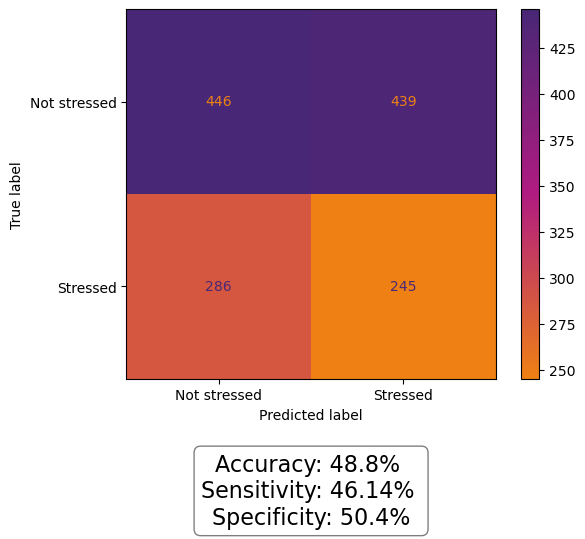 Not stressed 446 439
Stressed 286 245
True label
Not stressed Stressed
Predicted label
425
400
375
350
325
300
275
250
Accuracy: 48.8%
Sensitivity: 46.14%
Specificity: 50.4%